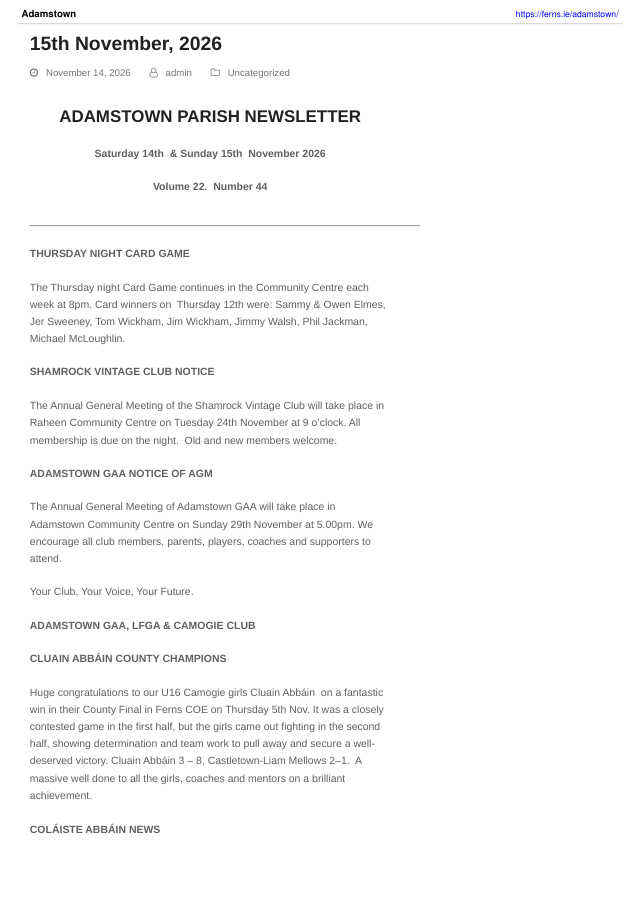 Adamstown
https://ferns.ie/adamstown/
15th November, 2026
November 14, 2026 admin Uncategorized
ADAMSTOWN PARISH NEWSLETTER
Saturday 14th  & Sunday 15th  November 2026
Volume 22.  Number 44
THURSDAY NIGHT CARD GAME
The Thursday night Card Game continues in the Community Centre each
week at 8pm. Card winners on  Thursday 12th were: Sammy & Owen Elmes,
Jer Sweeney, Tom Wickham, Jim Wickham, Jimmy Walsh, Phil Jackman,
Michael McLoughlin.
SHAMROCK VINTAGE CLUB NOTICE
The Annual General Meeting of the Shamrock Vintage Club will take place in
Raheen Community Centre on Tuesday 24th November at 9 o'clock. All
membership is due on the night.  Old and new members welcome.
ADAMSTOWN GAA NOTICE OF AGM
The Annual General Meeting of Adamstown GAA will take place in
Adamstown Community Centre on Sunday 29th November at 5.00pm. We
encourage all club members, parents, players, coaches and supporters to
attend.
Your Club, Your Voice, Your Future.
ADAMSTOWN GAA, LFGA & CAMOGIE CLUB
CLUAIN ABBÁIN COUNTY CHAMPIONS
Huge congratulations to our U16 Camogie girls Cluain Abbáin  on a fantastic
win in their County Final in Ferns COE on Thursday 5th Nov. It was a closely
contested game in the first half, but the girls came out fighting in the second
half, showing determination and team work to pull away and secure a well-
deserved victory. Cluain Abbáin 3 – 8, Castletown-Liam Mellows 2–1.  A
massive well done to all the girls, coaches and mentors on a brilliant
achievement.
COLÁISTE ABBÁIN NEWS